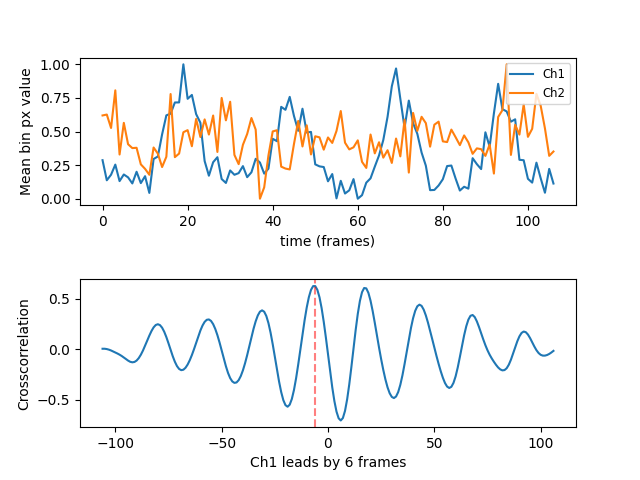 1.00
0.75
0.50
0.25
0.00
Mean bin px value
Ch1
Ch2
0 20 40 60 80 100
time (frames)
0.5
0.0
−0.5
Crosscorrelation
−100 −50 0 50 100
Ch1 leads by 6 frames